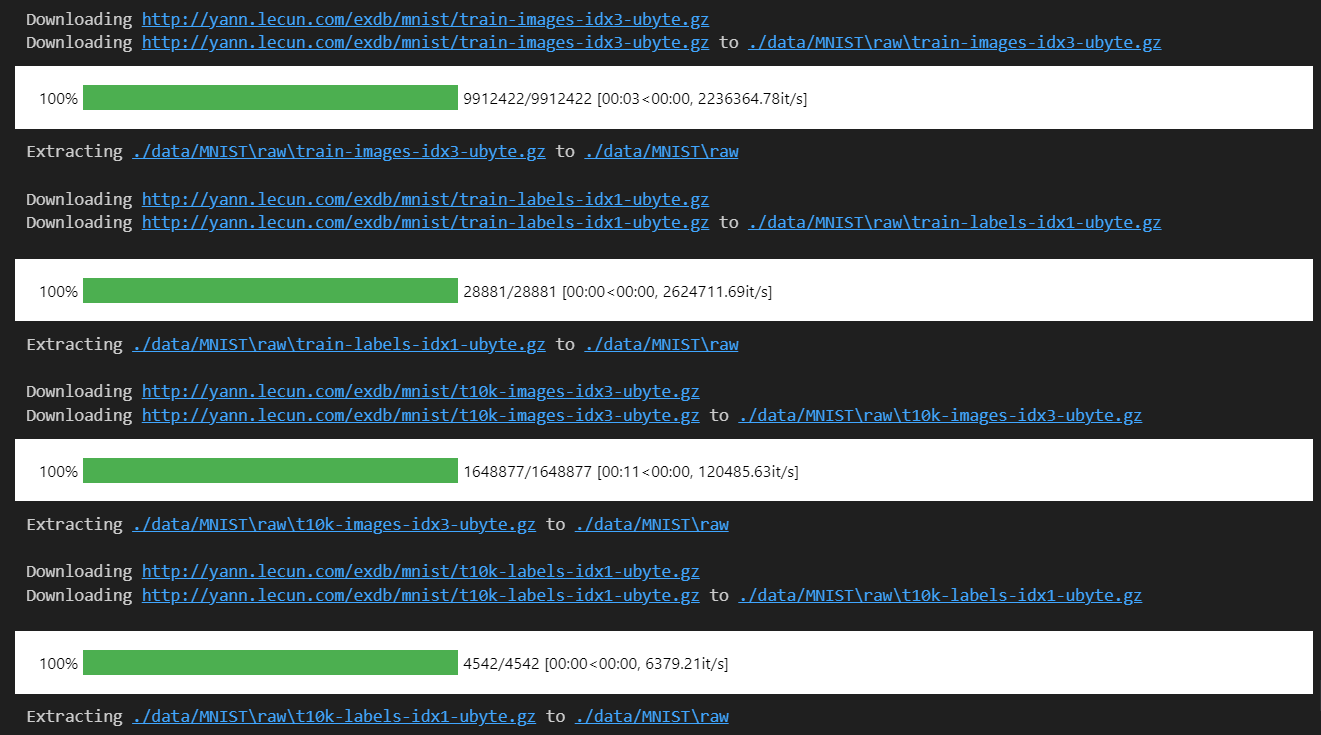 Downloading http://yann.lecun.com/exdb/mnist/train-images-idx3-ubyte.gz
Downloading http://yann.lecun.com/exdb/mnist/train-images-idx3-ubyte.gz to ./data/MNIST\raw\train-images-idx3-ubyte.gz
100% 9912422/9912422 [00:03<00:00, 2236364.78it/s]
Extracting ./data/MNIST\raw\train-images-idx3-ubyte.gz to ./data/MNIST\raw
Downloading http://yann.lecun.com/exdb/mnist/train-labels-idx1-ubyte.gz
Downloading http://yann.lecun.com/exdb/mnist/train-labels-idx1-ubyte.gz to ./data/MNIST\raw\train-labels-idx1-ubyte.gz
100% 28881/28881 [00:00<00:00, 2624711.69it/s]
Extracting ./data/MNIST\raw\train-labels-idx1-ubyte.gz to ./data/MNIST\raw
Downloading http://yann.lecun.com/exdb/mnist/t10k-images-idx3-ubyte.gz
Downloading http://yann.lecun.com/exdb/mnist/t10k-images-idx3-ubyte.gz to ./data/MNIST\raw\t10k-images-idx3-ubyte.gz
100% 1648877/1648877 [00:11<00:00, 120485.63it/s]
Extracting ./data/MNIST\raw\t10k-images-idx3-ubyte.gz to ./data/MNIST\raw
Downloading http://yann.lecun.com/exdb/mnist/t10k-labels-idx1-ubyte.gz
Downloading http://yann.lecun.com/exdb/mnist/t10k-labels-idx1-ubyte.gz to ./data/MNIST\raw\t10k-labels-idx1-ubyte.gz
100% 4542/4542 [00:00<00:00, 6379.21it/s]
Extracting ./data/MNIST\raw\t10k-labels-idx1-ubyte.gz to ./data/MNIST\raw